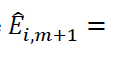 Ê_{i,m+1} =